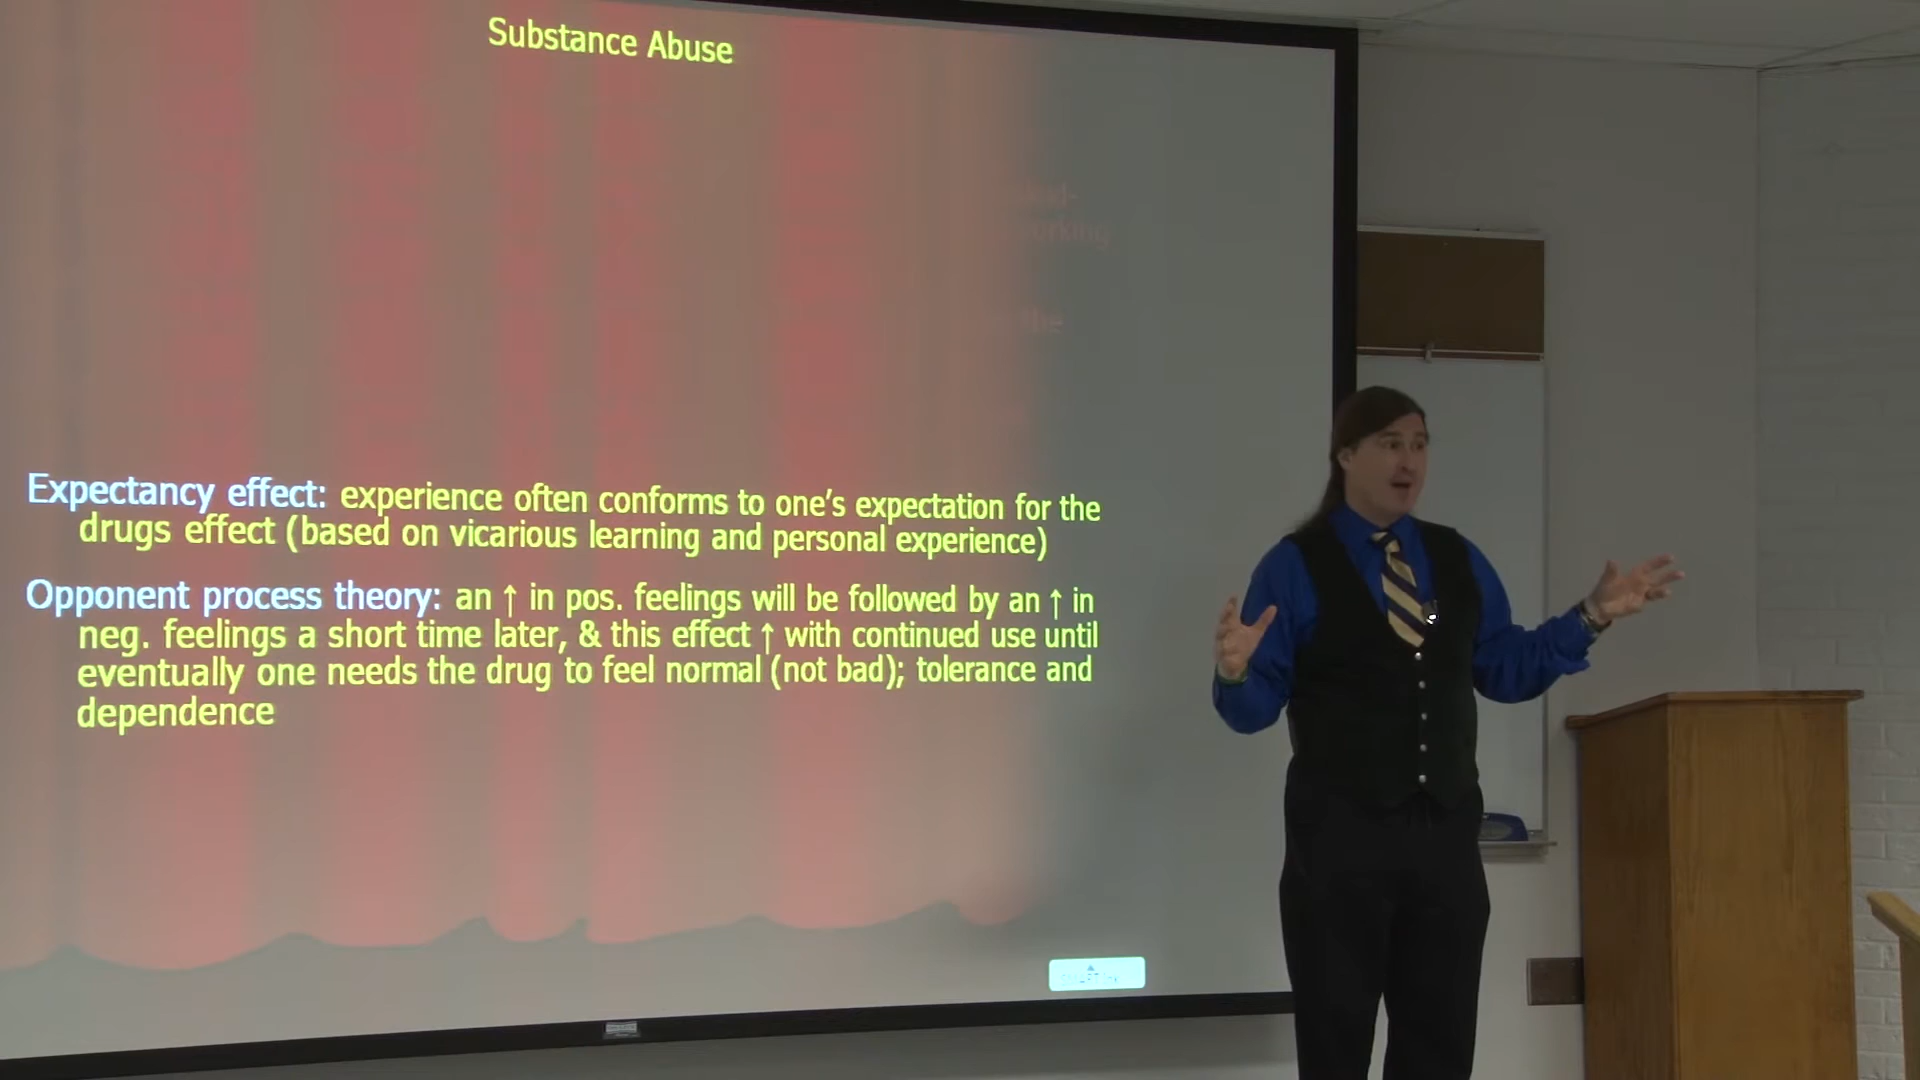 Substance Abuse
the
Expectancy effect: experience often conforms to one's expectation for the
drugs effect (based on vicarious learning and personal experience)
Opponent process theory: an ↑ in pos. feelings will be followed by an ↑ in
neg. feelings a short time later, & this effect ↑ with continued use until
eventually one needs the drug to feel normal (not bad); tolerance and
dependence